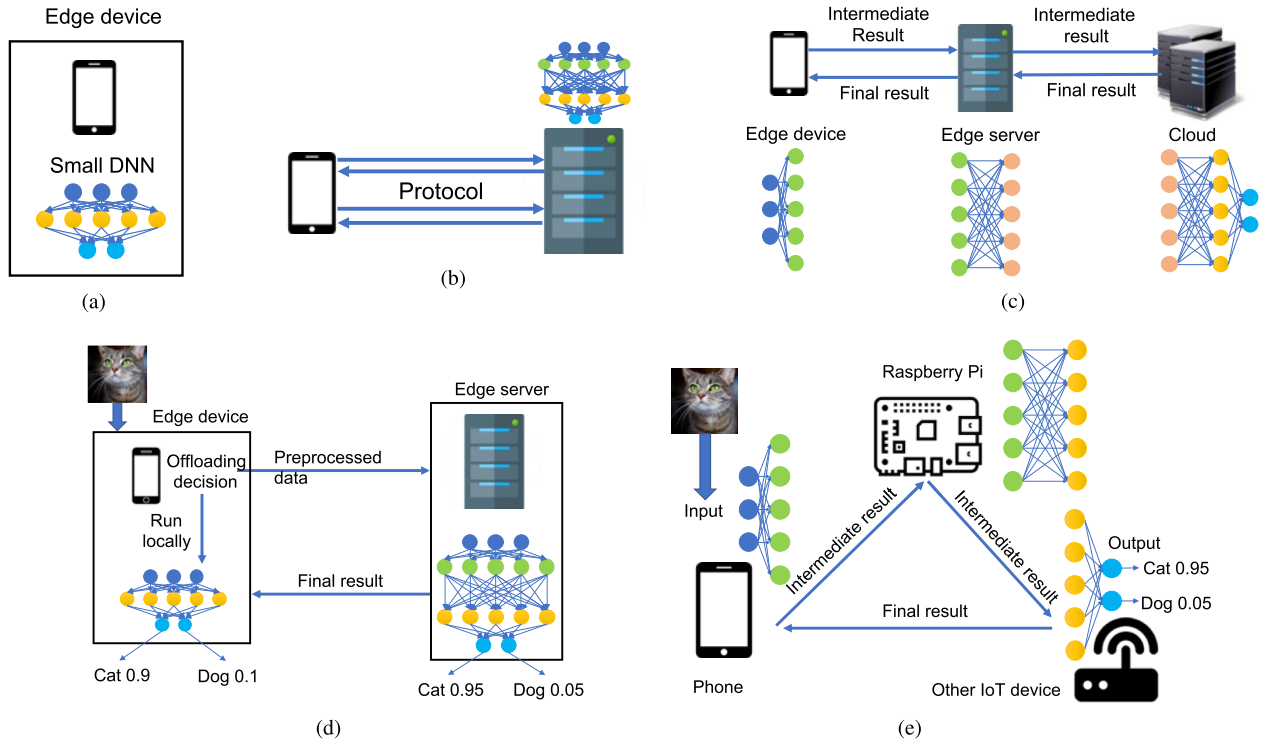 Edge device
Small DNN
(a)
Protocol
(b)
Intermediate
Result
Intermediate
result
Final result
Final result
Edge device
Edge server
Cloud
(c)
Edge device
Offloading
decision
Run
locally
Preprocessed
data
Final result
Edge server
Cat 0.9
Dog 0.1
Cat 0.95
Dog 0.05
(d)
Raspberry Pi
Input
Intermediate result
Intermediate result
Final result
Output
Cat 0.95
Dog 0.05
Phone
Other IoT device
(e)